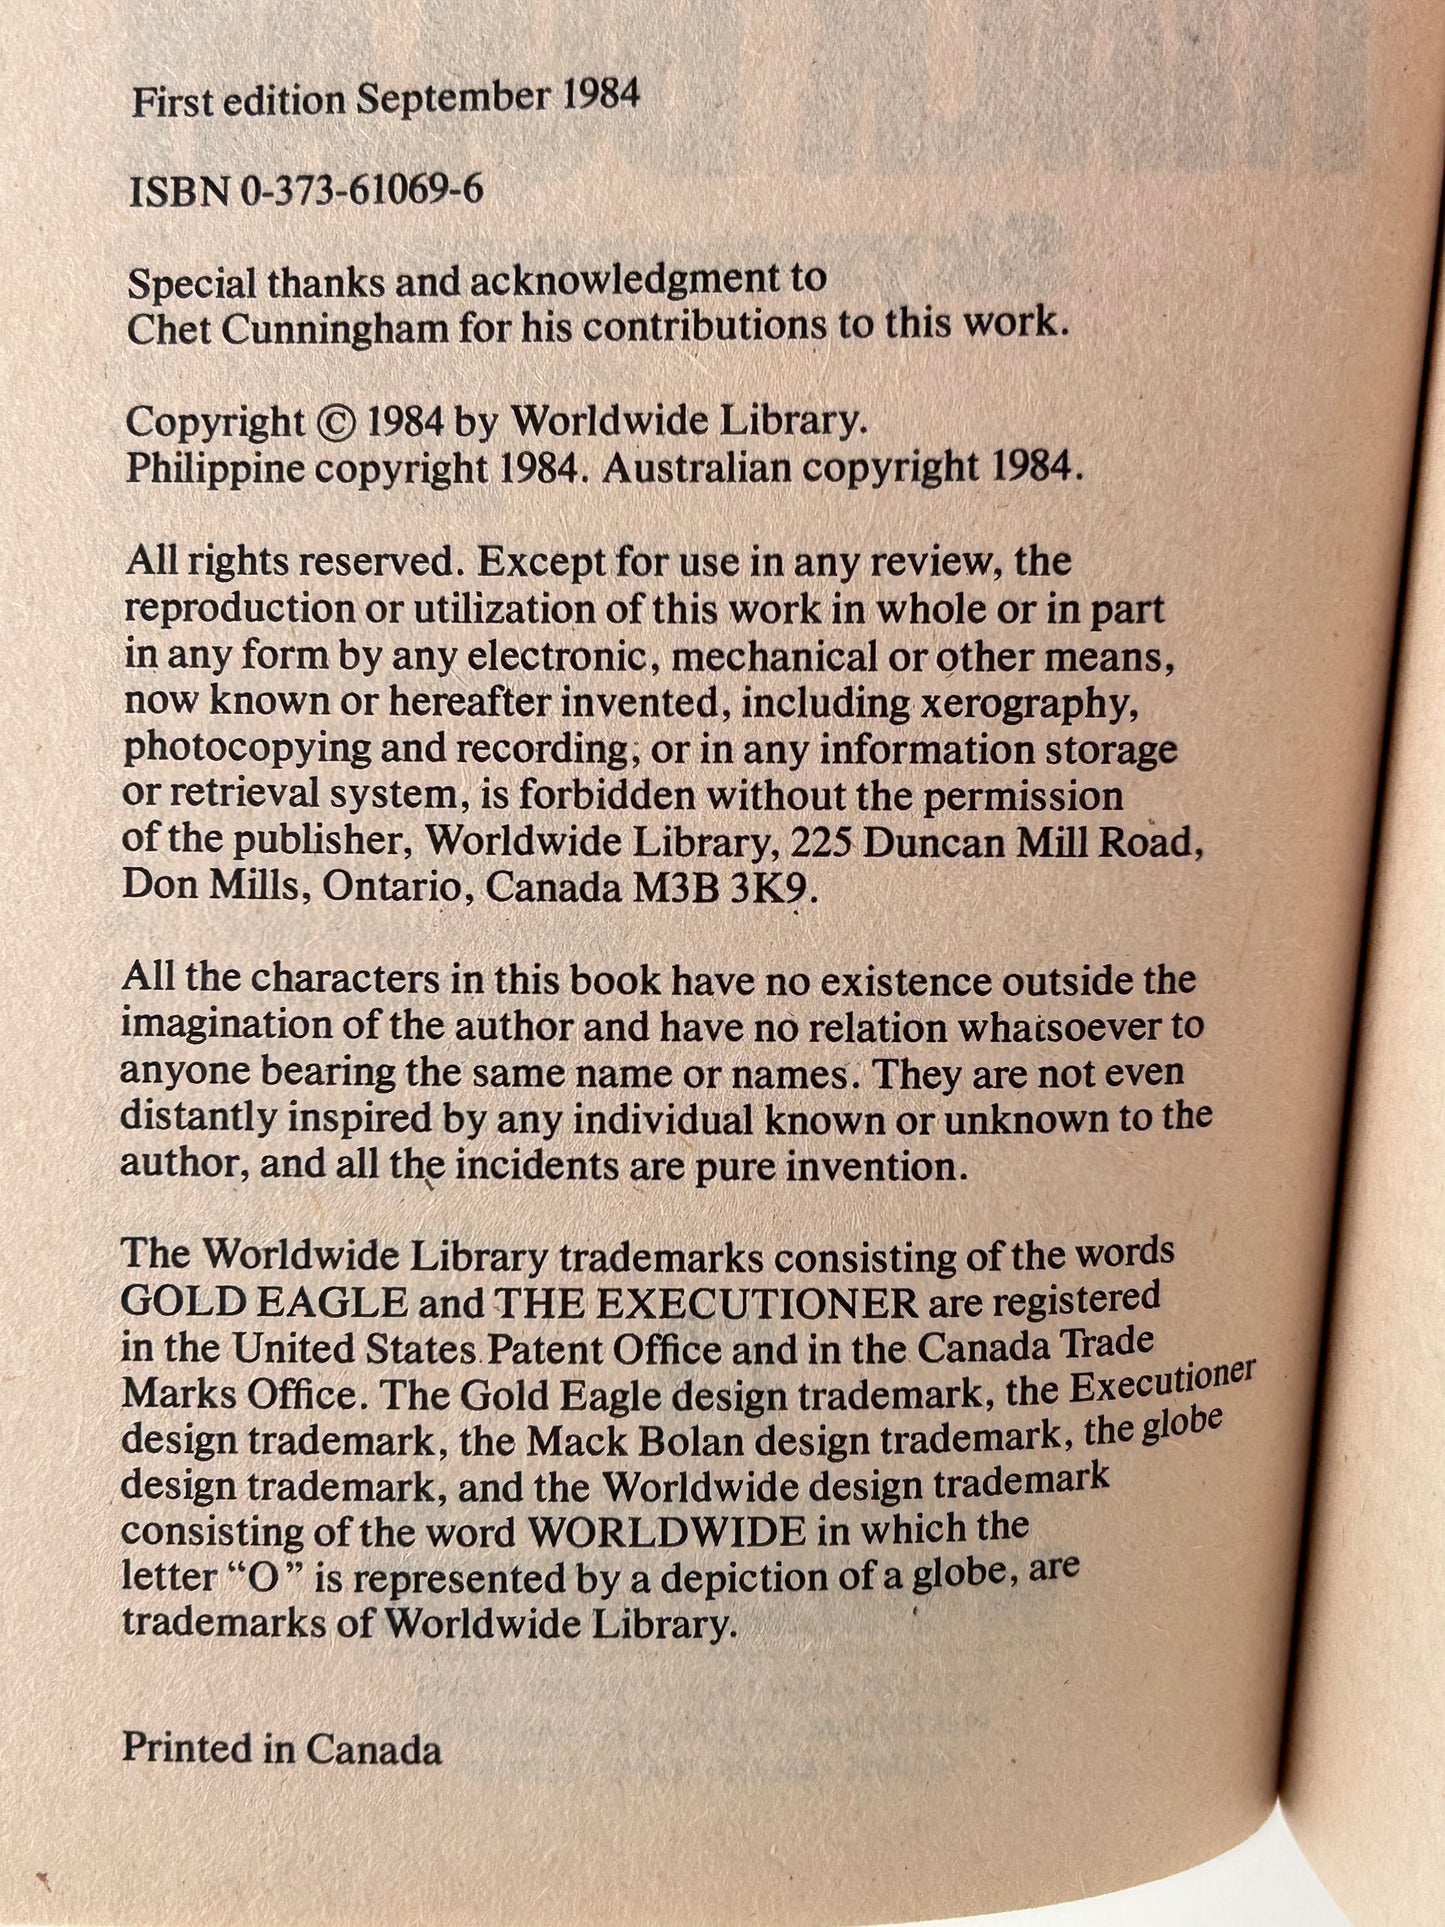 First edition September 1984
ISBN 0-373-61069-6
Special thanks and acknowledgment to
Chet Cunningham for his contributions to this work.
Copyright © 1984 by Worldwide Library.
Philippine copyright 1984. Australian copyright 1984.
All rights reserved. Except for use in any review, the
reproduction or utilization of this work in whole or in part
in any form by any electronic, mechanical or other means,
now known or hereafter invented, including xerography,
photocopying and recording, or in any information storage
or retrieval system, is forbidden without the permission
of the publisher, Worldwide Library, 225 Duncan Mill Road,
Don Mills, Ontario, Canada M3B 3K9.
All the characters in this book have no existence outside the
imagination of the author and have no relation whatsoever to
anyone bearing the same name or names. They are not even
distantly inspired by any individual known or unknown to the
author, and all the incidents are pure invention.
The Worldwide Library trademarks consisting of the words
GOLD EAGLE and THE EXECUTIONER are registered
in the United States Patent Office and in the Canada Trade
Marks Office. The Gold Eagle design trademark, the Executioner
design trademark, the Mack Bolan design trademark, the globe
design trademark, and the Worldwide design trademark
consisting of the word WORLDWIDE in which the
letter “O” is represented by a depiction of a globe, are
trademarks of Worldwide Library.
Printed in Canada